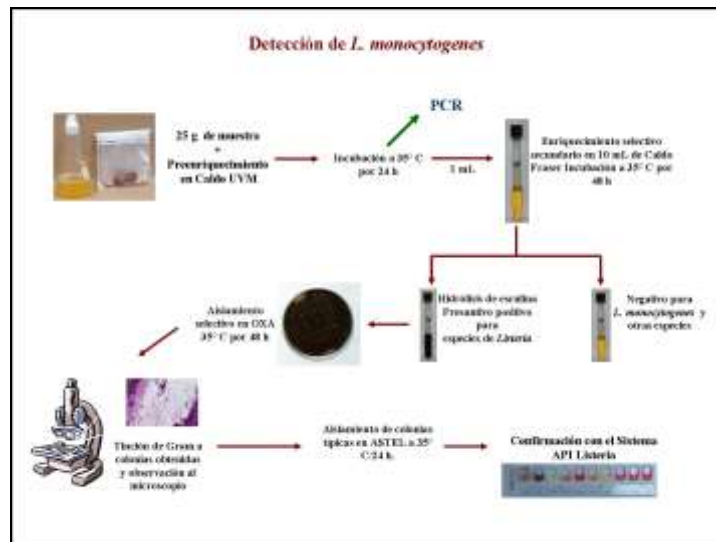 Detección de L. monocytogenes
PCR
25 g. de muestra
+
Preenriquecimiento
en Caldo UVM
Incubación a 35° C
por 24 h
1 mL
Enriquecimiento selectivo
secundario en 10 mL de Caldo
Fraser Incubación a 35° C por
48 h
Aislamiento
selectivo en OXA
35° C por 48 h
Hidrólisis de esculina
Presuntivo positivo
para
especies de Listeria
Negativo para
L. monocytogenes y
otras especies
Tinción de Gram a
colonias obtenidas
y observación al
microscopio
Aislamiento de colonias
típicas en ASTEL a 35°
C/24 h.
Confirmación con el Sistema
API Listeria